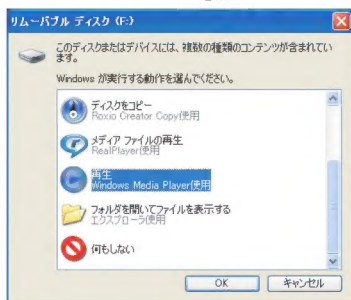 リムーバブル ディスク (F:)
このディスクまたはデバイスには、複数の種類のコンテンツが含まれてい
ます。
Windows が実行する動作を選んでください。
ディスクをコピー
Roxio Creator Copy使用
メディア ファイルの再生
RealPlayer使用
再生
Windows Media Player使用
フォルダを開いてファイルを表示する
エクスプローラ使用
何もしない
OK
キャンセル